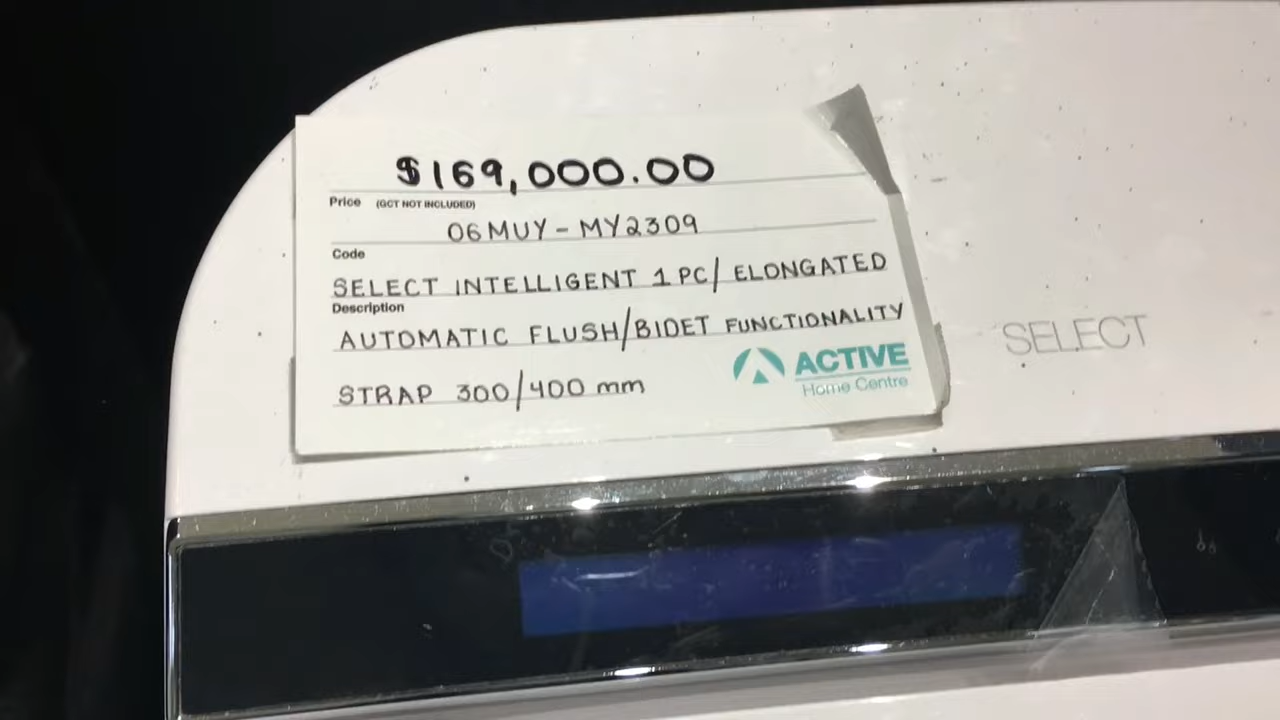 $169,000.00
Price (GCT NOT INCLUDED)
06MUY-MY2309
Code
SELECT INTELLIGENT 1 PC/ ELONGATED
Description
AUTOMATIC FLUSH/BIDET FUNCTIONALITY
STRAP 300/400 mm
ACTIVE
Home Centre
SELECT